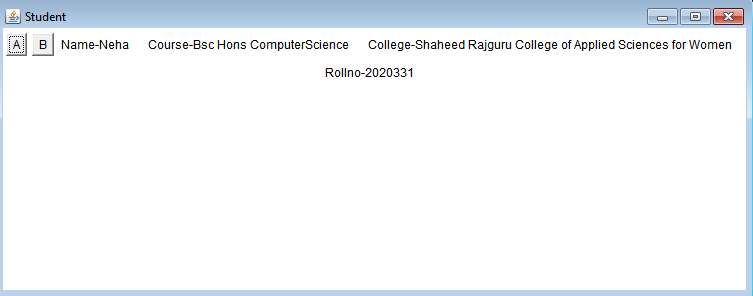 Student
A B Name-Neha Course-Bsc Hons ComputerScience College-Shaheed Rajguru College of Applied Sciences for Women
Rollno-2020331